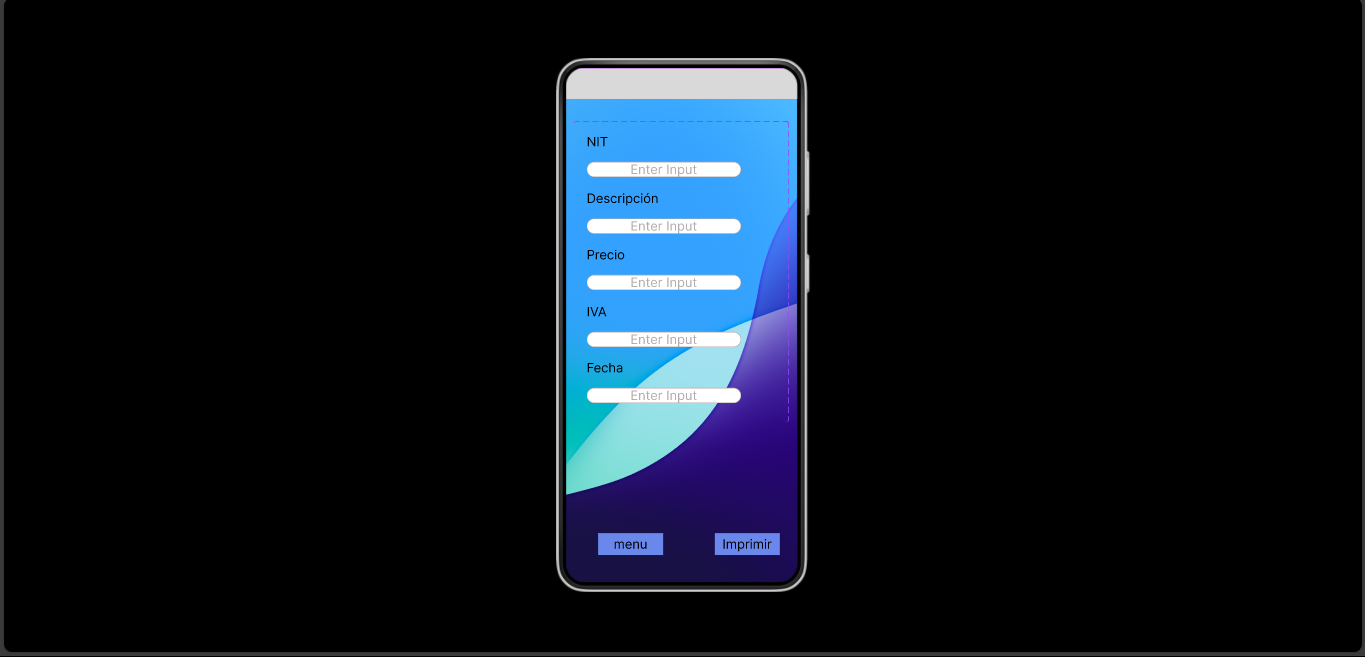 NIT
Enter Input
Descripción
Enter Input
Precio
Enter Input
IVA
Enter Input
Fecha
Enter Input
menu Imprimir